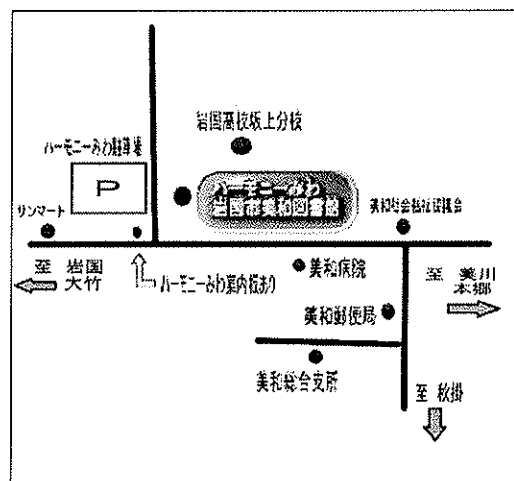 岩国高校坂上分校
ハーモニーみわ駐車場
P
ハーモニーみわ
岩国市美和図書館
サンマート
美和社会福祉協議会
至 岩国
大竹
ハーモニーみわ案内板あり
美和病院
至 美川
本郷
美和郵便局
美和総合支所
至 秋掛